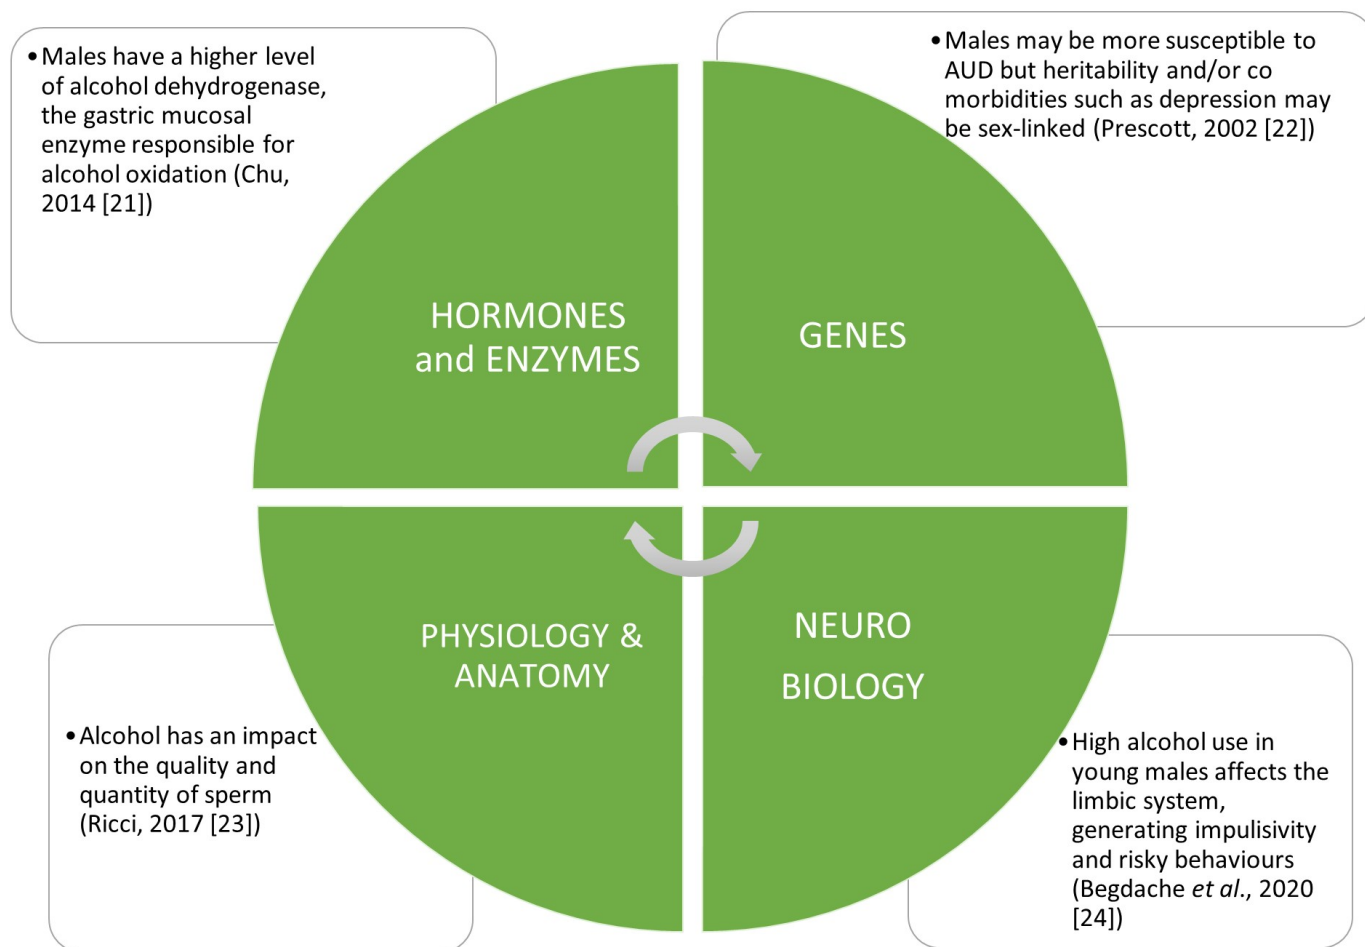 •Males have a higher level
of alcohol dehydrogenase,
the gastric mucosal
enzyme responsible for
alcohol oxidation (Chu,
2014 [21])
•Males may be more susceptible to
AUD but heritability and/or co
morbidities such as depression may
be sex-linked (Prescott, 2002 [22])
HORMONES
and ENZYMES
GENES
PHYSIOLOGY &
ANATOMY
NEURO
BIOLOGY
•Alcohol has an impact
on the quality and
quantity of sperm
(Ricci, 2017 [23])
•High alcohol use in
young males affects the
limbic system,
generating impulisivity
and risky behaviours
(Begdache et al., 2020
[24])